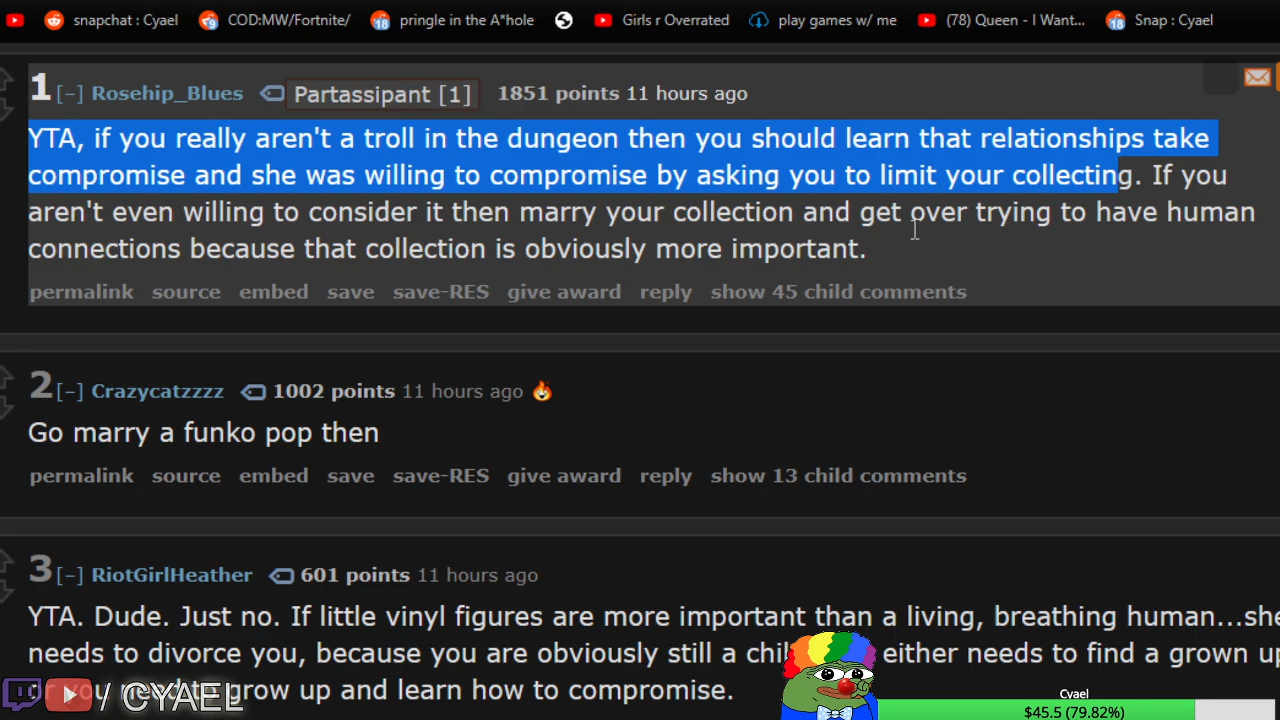 snapchat : Cyael COD:MW/Fortnite/ pringle in the A*hole Girls r Overrated play games w/ me (78) Queen - I Want... Snap : Cyael
1 [–] Rosehip_Blues Partassipant [1] 1851 points 11 hours ago
YTA, if you really aren't a troll in the dungeon then you should learn that relationships take
compromise and she was willing to compromise by asking you to limit your collecting. If you
aren't even willing to consider it then marry your collection and get over trying to have human
connections because that collection is obviously more important.
permalink source embed save save-RES give award reply show 45 child comments
2 [–] Crazycatzzzz 1002 points 11 hours ago
Go marry a funko pop then
permalink source embed save save-RES give award reply show 13 child comments
3 [–] RiotGirlHeather 601 points 11 hours ago
YTA. Dude. Just no. If little vinyl figures are more important than a living, breathing human...she
needs to divorce you, because you are obviously still a either needs to find a grown up
or you grow up and learn how to compromise.
/ CYAEL
Cyael
$45.5 (79.82%)